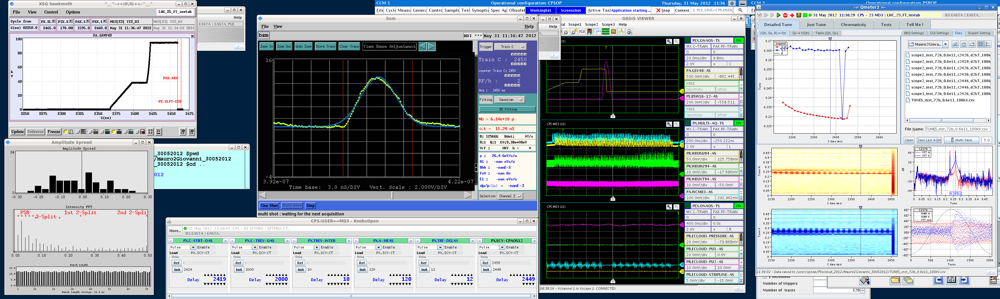 XSG hawkmoth
^__^-++\0\/0/++-^__^
File View Control Options
LHC_25_FT_instab
Cycle from
C(ms) 02250.0
PX.EL 2465.0
PIX.S 170.00
PAX.S 1595.0
PEX.S 2460.0
MD3[23] TT2_D3
May 31 11:36:47 2012
MD3[23] TT2_D3
May 31 11:34:52 2012
PA.SAVP40
k
v
100
80
60
40
20
0
PEX.SEJ
PX.ELFT-C10
2250 2275 2300 2325 2350 2375 2400 2425 2450 2475
C(ms)
Update Unfreeze Freeze
Help
EASTA | EASTA_PSB
Amplitude Spread
Amplitude Spread
24
0
-0.30 -0.20 -0.10 0.00 0.10 0.20 0.30
Intensity FFT
PSB
3-Split
1st 2-Split
2nd 2-Spli
0.00 0.10 0.20 0.30 0.40 0.50
Bunch Length
15.0
10.0
5.0
0.0
1 10 20 30 40 50 60 72
Bunch length average: 11.6 ns
_30052012 $pwd
/Mauro2Giovanni_30052012
_30052012 $cd ..
012
bsm
File View Help
bsm
MD3 *** May 31 11:36:47 2012
Zoom In Zoom Out Undo Zoom Store Trace Clear Trace Time Base Adjustment
16
-4
3.92e-07 4.22e-07
Time base: 3.0 nS/DIV Vert. Scale : 2.000V/DIV
Trigger Train C
Train C : 2450
counter Train C: 2450
RF/h : 2
Acq : 2450 ms
Fitting Gaussian
DO fitting
Nb = 6.14e+10 p
4s t = 11.24 nS
B: 12566G Bdot: 0T/s
A:1 Q:1 E0:9.38e+08eV
Vrf : 0KV h = 0
p : 26.4 GeV/c/u
Al : -nan eVs/u
Bhh : -nanE-3
fs0 : -nan Hz
El : -nan eVs/u
dp/p(1s) = -nanE-3
Selection Channel 2
One Shot Multi Shot Stop
multi shot : waiting for the next acquisition
CPS:USER==MD3 - KnobsOpen
More...
31 May 2012 11:36:47 CPS - 01 SFTPRO | SFTPRO_CT_
03 EASTA | EASTA_
PX.C-STRT-OAS PX.C-TREV-OAS PX.TREV-INTER PX.N-MEAS PX.TRF-DELAY PX.SCY-CPAOS12
Pulse Enable Pulse Enable Pulse Enable Pulse Enable Pulse Enable Pulse Enable
Load PX.SCY-CT Load PX.SCY-CT Load PX.SCY-CT Load PX.SCY-CT Load PX.SCY-CT Load PX.SCY-CT
Delay Delay Delay Delay Delay Delay
Ref - Ref - Ref - Ref - Ref - Ref 2459
Init 2424 Init 2000 Init 10 Init 120 Init 12 Init 2449
Delay 2419 Delay 2000 Delay 10 Delay 120 Delay 12 Delay 2449
CCM 1 Operational configuration: CPSOP Thursday, 31 May 2012 11:36
File Cycl Measu Genera Contro Sample Test Synoptic Spec Ap Obsolet WorkingSet Screenshot Active Tas Application starting ... Stop Context 1: PLS_LINE=CPS.USER.
Help
OASIS VIEWER
ral Scope1 Scope2 Scope3 Help
PLS
(21)
PEX.ONAOS-TS ON
MX.C-TRAIN PAX.RF-TRAIN
0 0
20.0ms/div 9.8ms
2.0V + C
PA.GSV40-AS
500.0mV/div -862.445...
FREE
Sensitivity offset
PE.BSW16-12-AS
200.0mV/div -558.511...
FREE
Sensitivity offset
CPS:MD3 (21)
PX.MULTI-AQ-TS ON
MX.C-TRAIN PAX.RF-TRAIN
0 0
200.0ns/div -250.222ns
2.0V + L
PR.WBUSU94-AS
50.0mV/div 125.758mV
PR.WBUHZ94-AS
10.0mV/div -17.686mV
PR.WBUVT94-AS
10.0mV/div -50.0mV
PA.WCM03-AS
100.0mV/div 292.962mV
CPS:MD3 (21)
PEX.ONAOS-TS ON
MX.C-TRAIN PAX.RF-TRAIN
0 0
400.0ns/div 0.0s
2.0V + R
PR.ECLOUD-PRESSURE-AS
20.0mV/div -79.868mV
PR.ECLOUD-PU1-AS
20.0mV/div 0.0V
PR.ECLOUD-PU2-AS
10.0mV/div 30.0mV
PR.ECLOUD-STRIPLINE-AS
5.0mV/div -15.0mV
08:38:26 - Vchannel 1 in Vscope 1: CONNECTED
CCM 3 Operational configuration: PSBOP
-= Qmeter2 =-
31 May 2012 11:36:29 CPS - 23 MD3 | LHC_25_FT_instab 03 EASTA | EASTA_
Detailed Tune Just Tune Chromaticity Tests Tell Me !
{Qh, Qv, B} = f(t) Qv = f(Qh) Table {Qh, Qv}
BBQ Settings GUI Settings Files Expert Setting
Legend
Q H
Q V
B
Tune
0.27
0.265
0.26
0.255
0.25
0.245
0.24
0.235
0.23
0.225
2200 2300 2400 2500 2600
C time (ms)
Mauro2Giova...
scope1_inst_72b_0.6e11_c2426_d2kT_100k
scope2_inst_72b_0.6e11_c2419_d2kT_100k
scope2_inst_72b_0.6e11_c2426_d2kT_100k
scope2_inst_72b_0.6e11_c2436_d2kT_100k
scope2_inst_72b_0.6e11_c2446_d2kT_100k
scope2_inst_72b_0.6e11_c2446_d2kT_100k
scope3_inst_72b_0.6e11_c2426_d2kT_100k
TUNES_inst_72b_0.6e11_100kV.csv
File Name: TUNES_inst_72b_0.6e11_100kV.csv
Open Save Last AQN Multi-Save: 5.0
Tune H
0.45
0.4
0.35
0.3
0.25
0.2
0.15
0.1
0.05
0
2150 2200 2250 2300 2350 2400 2450
C time (ms)
C2374
FFT H
FFT V
dB
40
20
0
-20
-40
0.26511
0 0.05 0.1 0.15 0.2 0.25 0.3 0.35 0.4 0.45 0.5
Tune
Tune V
0.45
0.4
0.35
0.3
0.25
0.2
0.15
0.1
0.05
0
2150 2200 2250 2300 2350 2400 2450
C time (ms)
C2374
RAW H
RAW V
FFT win
8E7
6E7
4E7
2E7
0E0
-2E7
-4E7
-6E7
-8E7
0 500 1000 1500 2000
Turns
11:34:02 - Data saved to /user/cpsop/PSecloud_2012/Mauro2Giovanni_30052012/TUNES_inst_72b_0.6e11_100kV.csv
y increment
Number of triggers
Number of traces 120